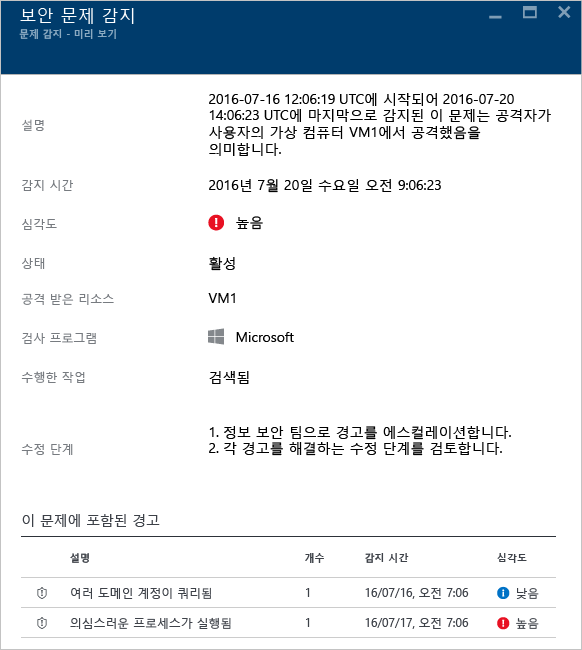 보안 문제 감지
문제 감지 - 미리 보기
설명
2016-07-16 12:06:19 UTC에 시작되어 2016-07-20
14:06:23 UTC에 마지막으로 감지된 이 문제는 공격자가
사용자의 가상 컴퓨터 VM1에서 공격했음을
의미합니다.
감지 시간
2016년 7월 20일 수요일 오전 9:06:23
심각도
높음
상태
활성
공격 받은 리소스
VM1
검사 프로그램
Microsoft
수행한 작업
검색됨
수정 단계
1. 정보 보안 팀으로 경고를 에스컬레이션합니다.
2. 각 경고를 해결하는 수정 단계를 검토합니다.
이 문제에 포함된 경고
설명 개수 감지 시간 심각도
여러 도메인 계정이 쿼리됨 1 16/07/16, 오전 7:06 낮음
의심스러운 프로세스가 실행됨 1 16/07/17, 오전 7:06 높음